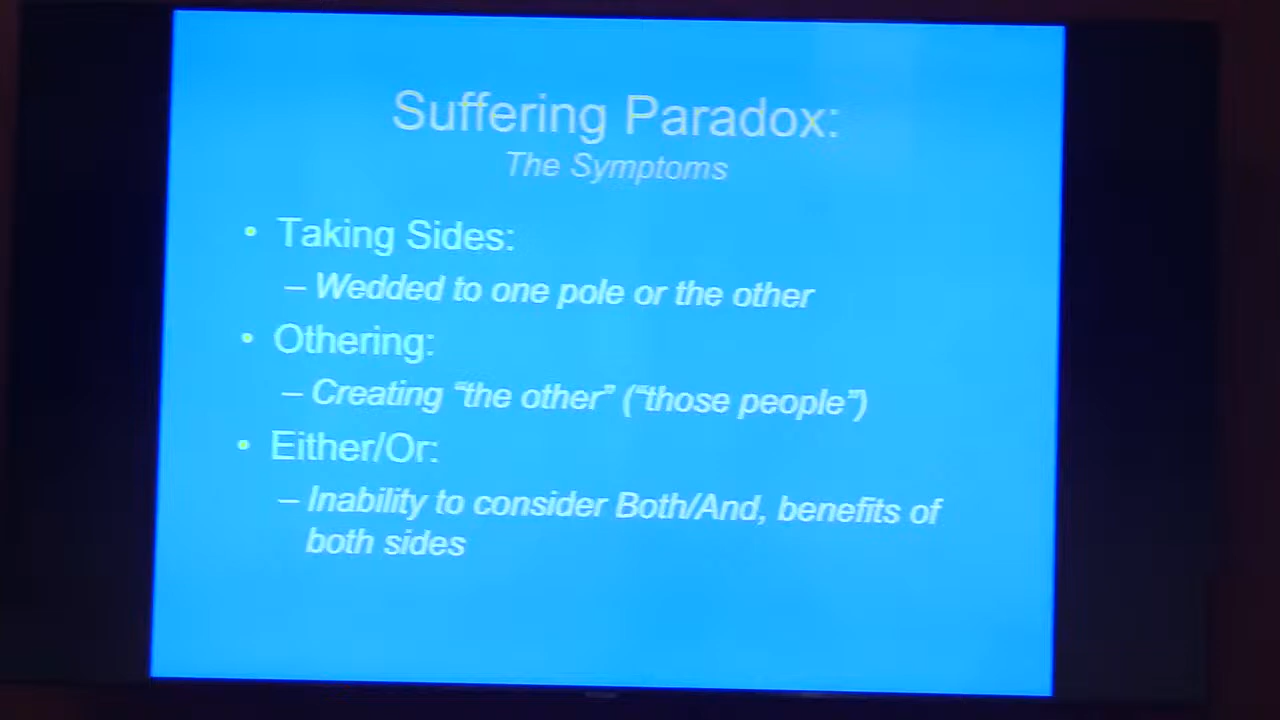 Suffering Paradox:
The Symptoms
• Taking Sides:
– Wedded to one pole or the other
• Othering:
– Creating “the other” (“those people”)
• Either/Or:
– Inability to consider Both/And, benefits of
both sides